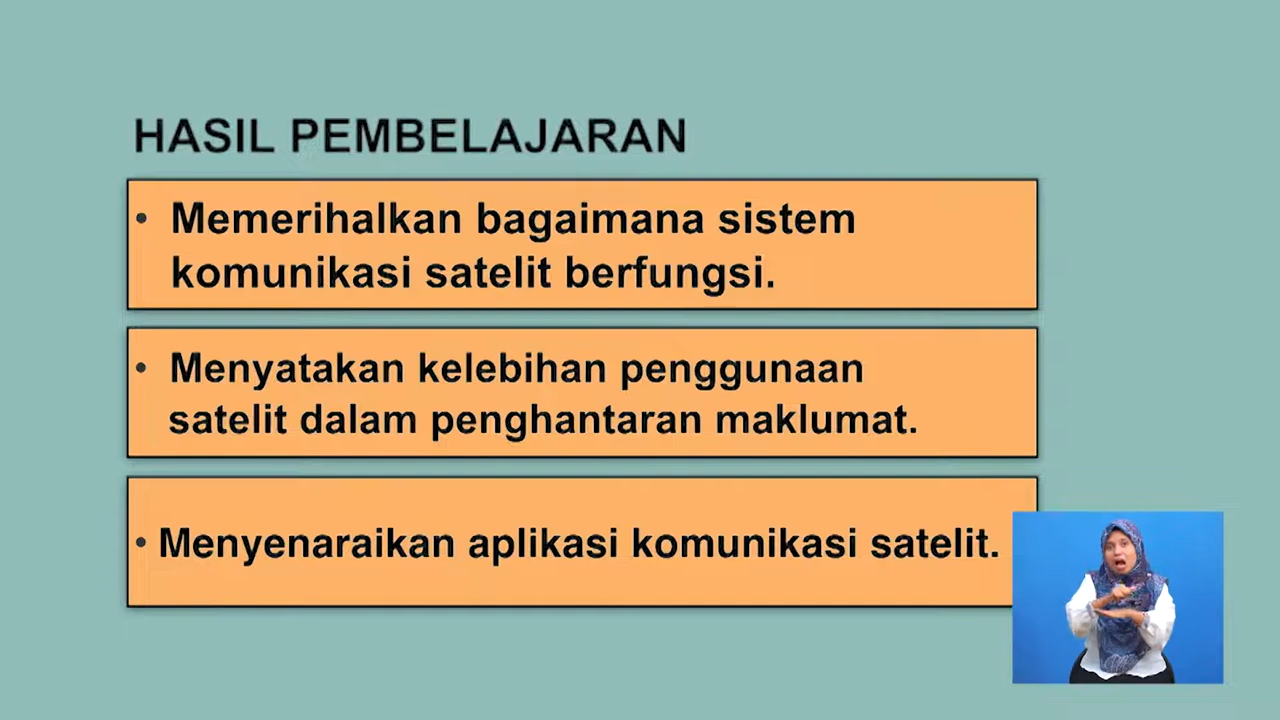 HASIL PEMBELAJARAN
• Memerihalkan bagaimana sistem
komunikasi satelit berfungsi.
• Menyatakan kelebihan penggunaan
satelit dalam penghantaran maklumat.
• Menyenaraikan aplikasi komunikasi satelit.